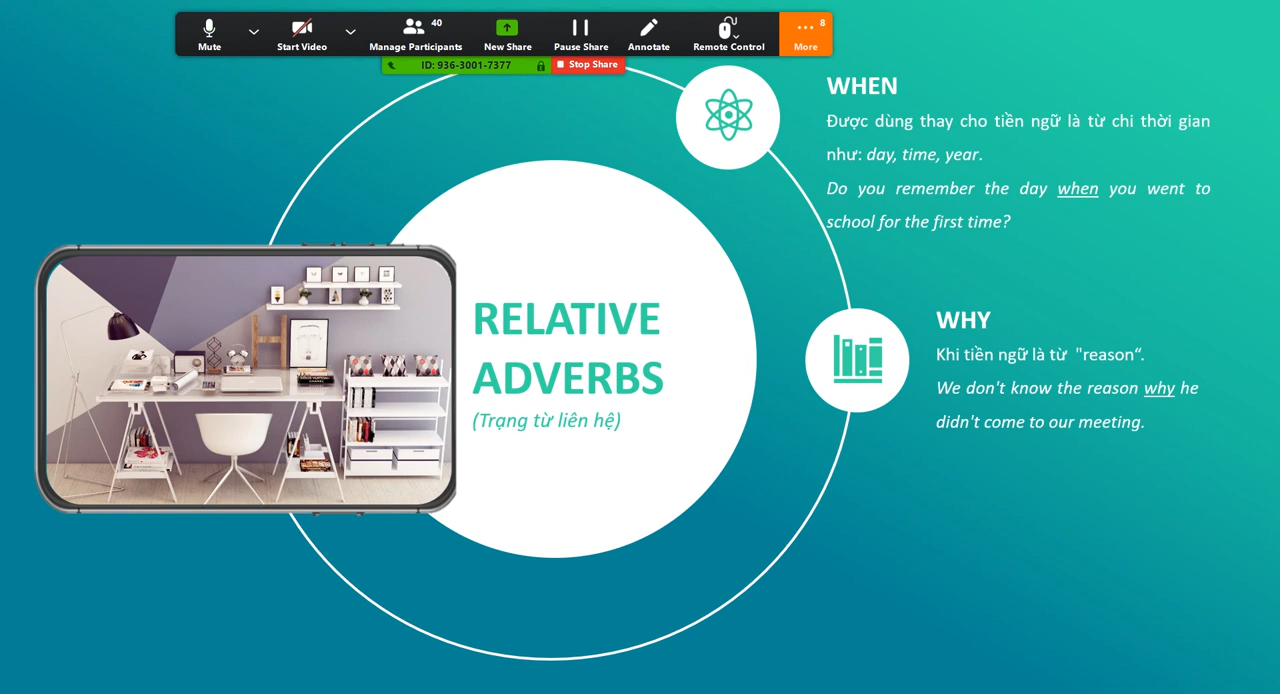 40
8
Mute
Start Video
Manage Participants
New Share
Pause Share
Annotate
Remote Control
More
ID: 936-3001-7377
Stop Share
WHEN
Được dùng thay cho tiền ngữ là từ chi thời gian
như: day, time, year.
Do you remember the day when you went to
school for the first time?
RELATIVE
ADVERBS
(Trạng từ liên hệ)
WHY
Khi tiền ngữ là từ "reason“.
We don't know the reason why he
didn't come to our meeting.